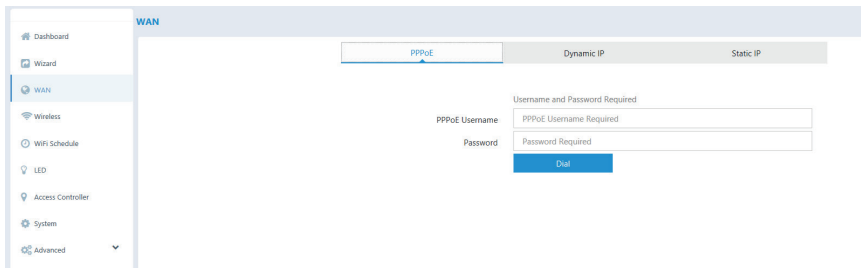 WAN
Dashboard
Wizard
WAN
Wireless
WiFi Schedule
LED
Access Controller
System
Advanced
PPPoE Dynamic IP Static IP
Username and Password Required
PPPoE Username PPPoE Username Required
Password Password Required
Dial